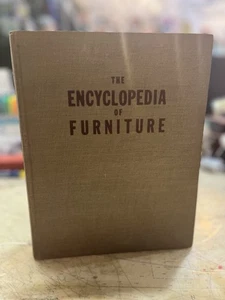 THE
ENCYCLOPEDIA
OF
FURNITURE